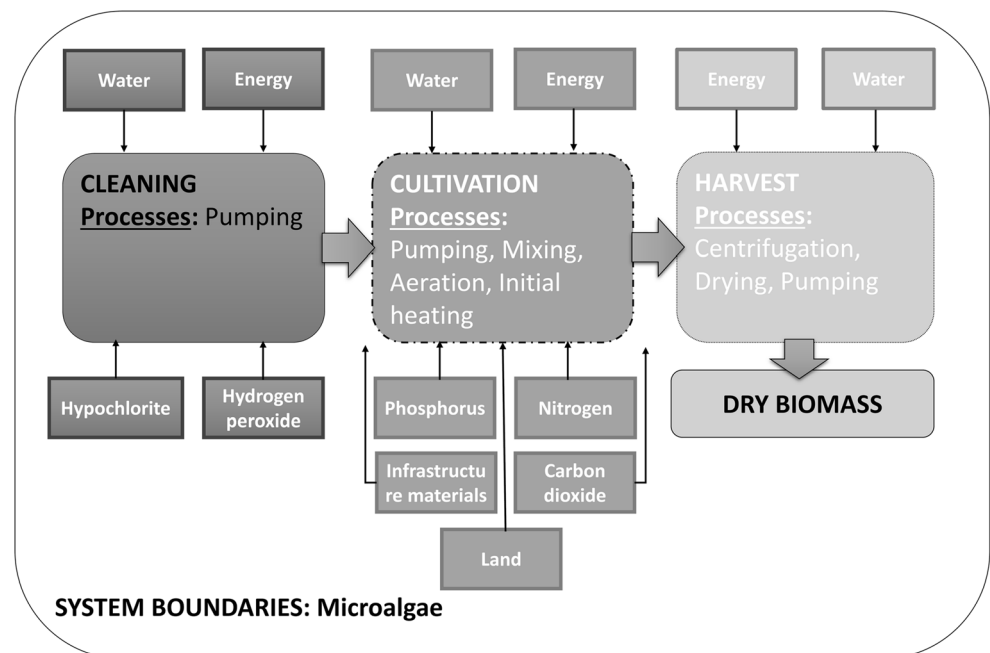 Water
Energy
Water
Energy
Energy
Water
CLEANING
Processes: Pumping
CULTIVATION
Processes:
Pumping, Mixing,
Aeration, Initial
heating
HARVEST
Processes:
Centrifugation,
Drying, Pumping
Hypochlorite
Hydrogen
peroxide
Phosphorus
Nitrogen
DRY BIOMASS
Infrastructu
re materials
Carbon
dioxide
Land
SYSTEM BOUNDARIES: Microalgae